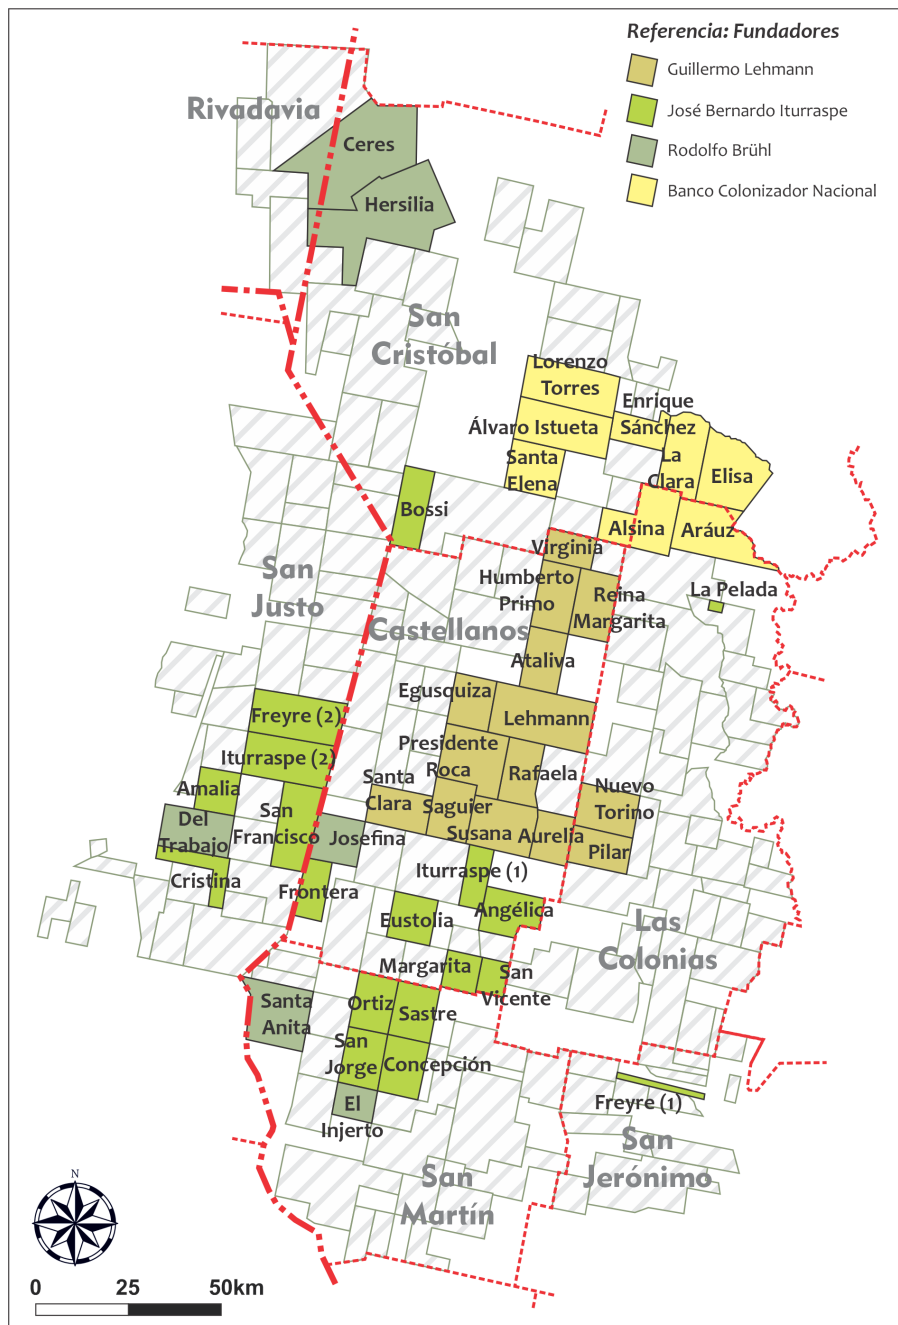 Referencia: Fundadores
Guillermo Lehmann
José Bernardo Iturraspe
Rodolfo Brühl
Banco Colonizador Nacional
Rivadavia
Ceres
Hersilia
San
Cristóbal
Lorenzo
Torres
Enrique
Sánchez
Álvaro Istueta
Santa
Elena
La
Clara
Elisa
Bossi
Alsina
Aráuz
Virginia
San
Justo
Humberto
Primo
Reina
Margarita
La Pelada
Castellanos
Ataliva
Egusquiza
Lehmann
Freyre (2)
Iturraspe (2)
Presidente
Roca
Rafaela
Santa
Clara
Saguier
Susana
Aurelia
Nuevo
Torino
Pilar
Amalia
Del
Trabajo
San
Francisco
Josefina
Cristina
Frontera
Iturraspe (1)
Eustolia
Angélica
Las
Colonias
Margarita
San
Vicente
Santa
Anita
Ortiz
Sastre
San
Jorge
Concepción
El
Injerto
Freyre (1)
San
Jerónimo
San
Martín
N
0 25 50km